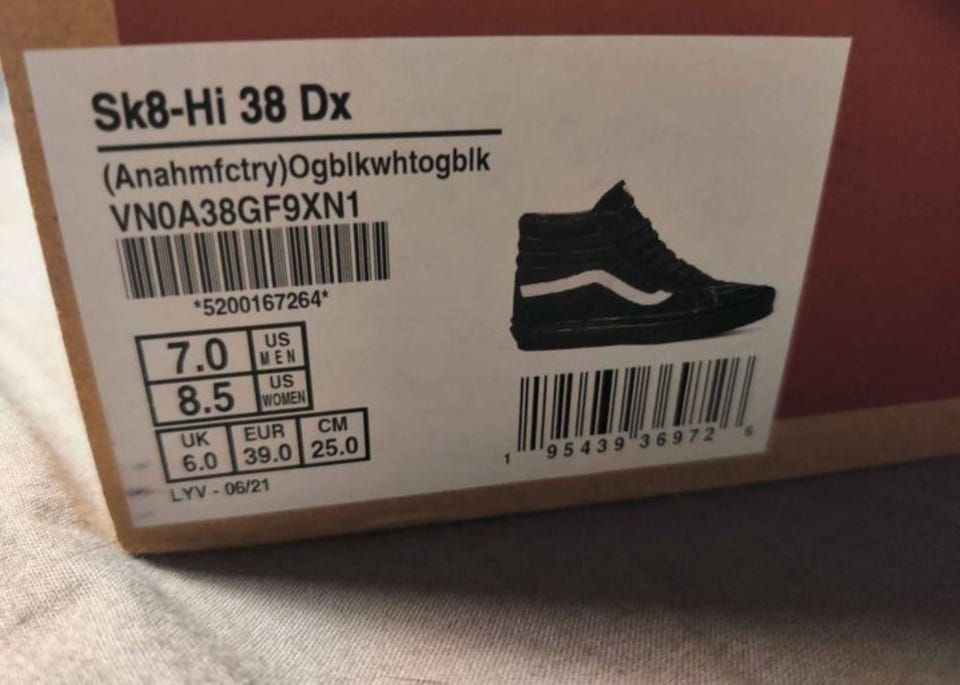 Sk8-Hi 38 Dx
(Anahmfctry)Ogblkwhtogblk
VN0A38GF9XN1
*5200167264*
7.0 US MEN
8.5 US WOMEN
UK EUR CM
6.0 39.0 25.0
LYV - 06/21
1 95439 36972 6